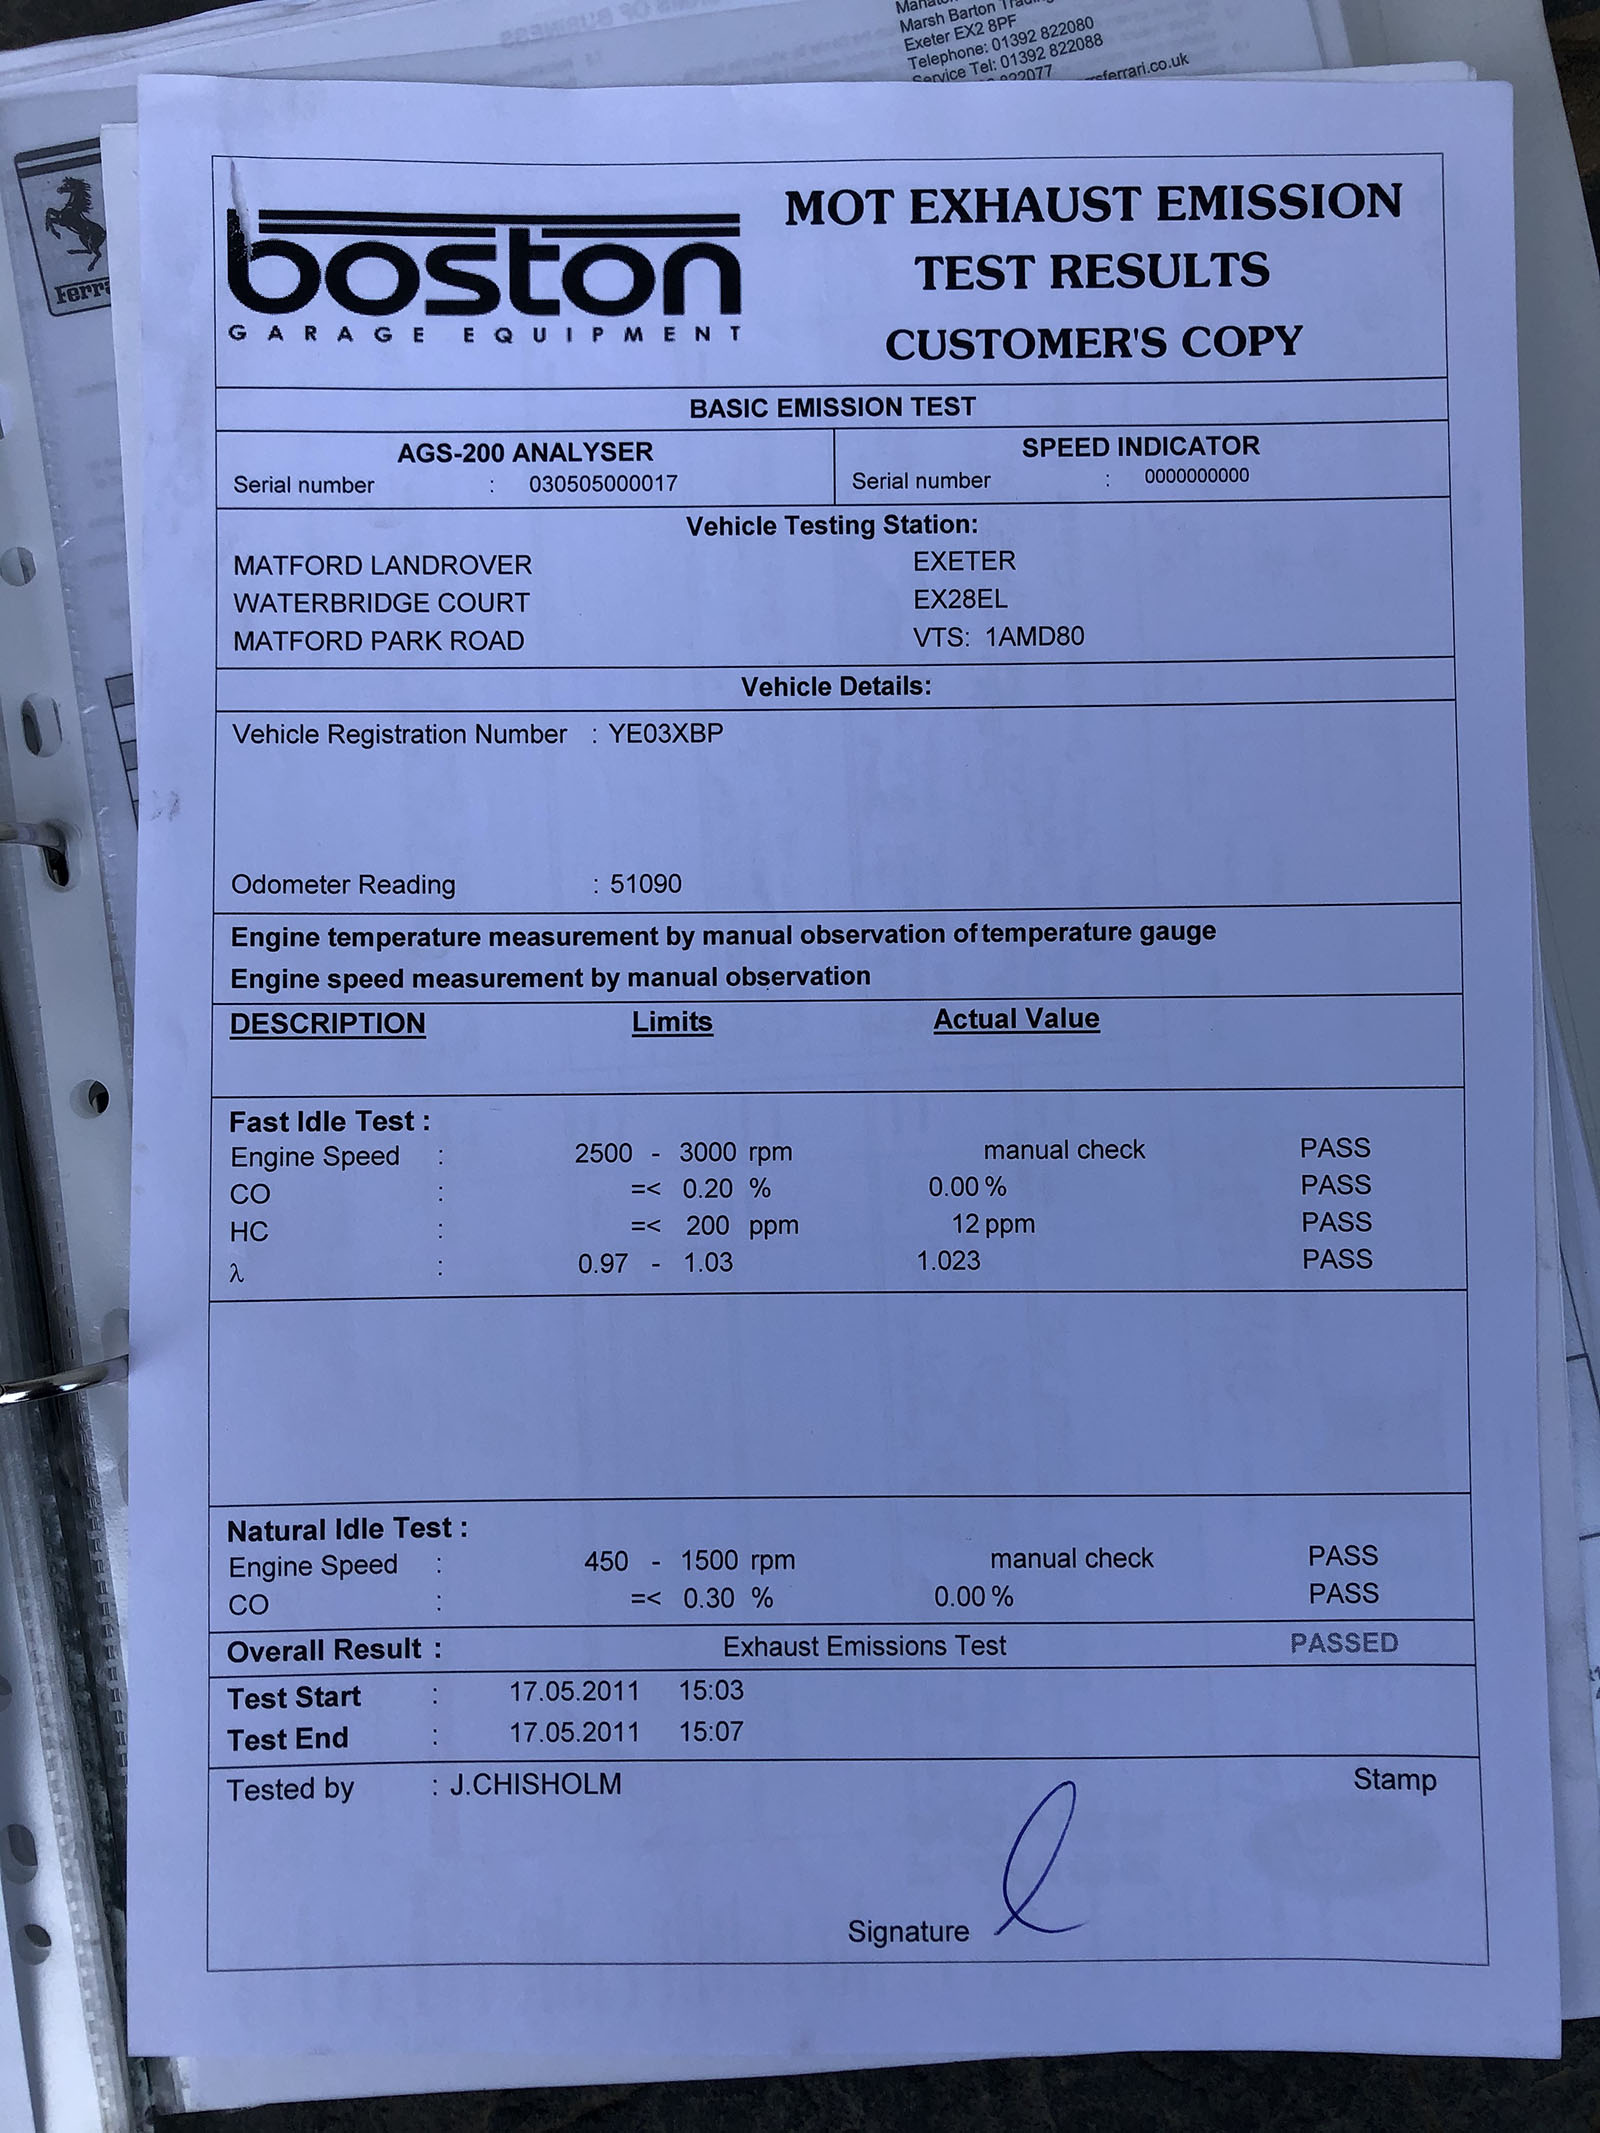 Marsh Barton
Exeter EX2 8PF
Telephone: 01392 822080
Service Tel: 01392 822088
822077
rsferrari.co.uk
boston
GARAGE EQUIPMENT
MOT EXHAUST EMISSION
TEST RESULTS
CUSTOMER'S COPY
BASIC EMISSION TEST
AGS-200 ANALYSER
Serial number : 030505000017
SPEED INDICATOR
Serial number : 0000000000
Vehicle Testing Station:
MATFORD LANDROVER EXETER
WATERBRIDGE COURT EX28EL
MATFORD PARK ROAD VTS: 1AMD80
Vehicle Details:
Vehicle Registration Number : YE03XBP
Odometer Reading : 51090
Engine temperature measurement by manual observation of temperature gauge
Engine speed measurement by manual observation
DESCRIPTION Limits Actual Value
Fast Idle Test :
Engine Speed : 2500 - 3000 rpm manual check PASS
CO : =< 0.20 % 0.00 % PASS
HC : =< 200 ppm 12 ppm PASS
λ : 0.97 - 1.03 1.023 PASS
Natural Idle Test :
Engine Speed : 450 - 1500 rpm manual check PASS
CO : =< 0.30 % 0.00 % PASS
Overall Result : Exhaust Emissions Test PASSED
Test Start : 17.05.2011 15:03
Test End : 17.05.2011 15:07
Tested by : J.CHISHOLM Stamp
Signature